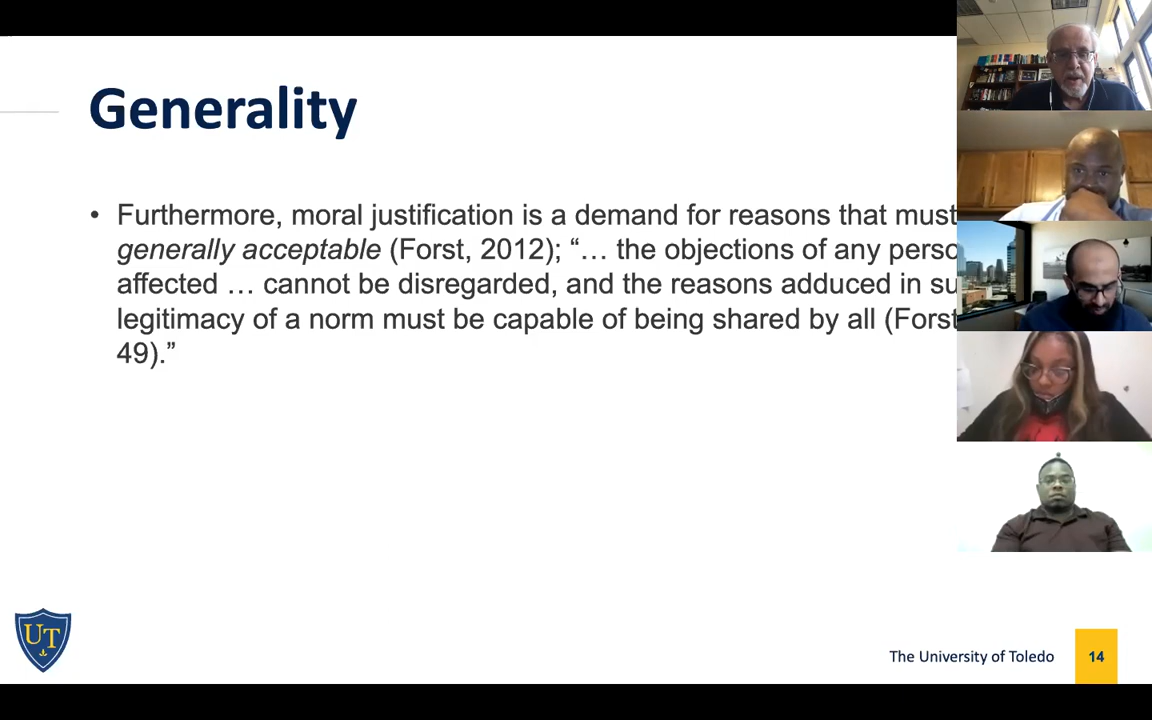 Generality
• Furthermore, moral justification is a demand for reasons that must
generally acceptable (Forst, 2012); “… the objections of any perso
affected … cannot be disregarded, and the reasons adduced in su
legitimacy of a norm must be capable of being shared by all (Forst
49).”
UT
The University of Toledo
14